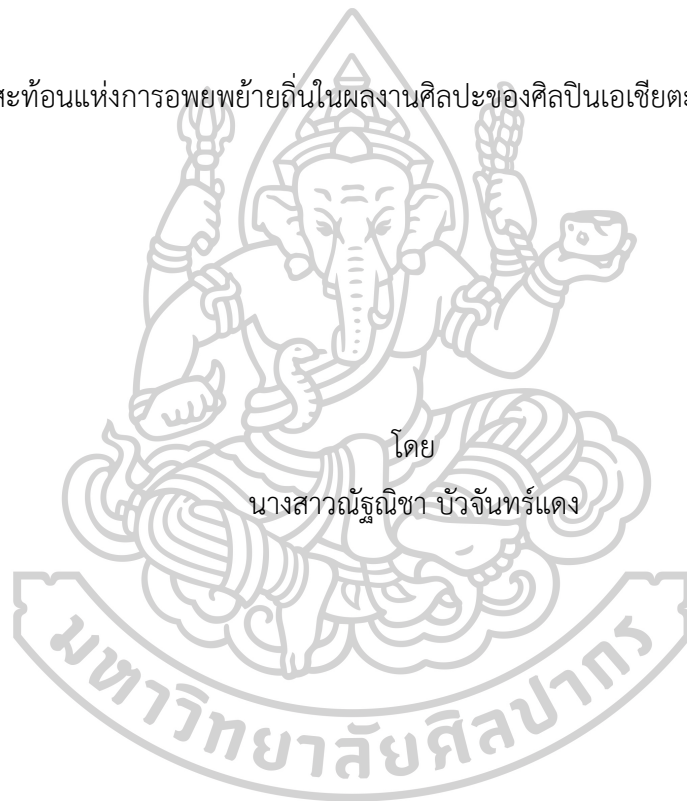 สะท้อนแห่งการอพยพย้ายถิ่นในผลงานศิลปะของศิลปินเอเชีย
โดย
นางสาวณัฐณิชา บัวจันทร์แดง
มหาวิทยาลัยศิลปากร